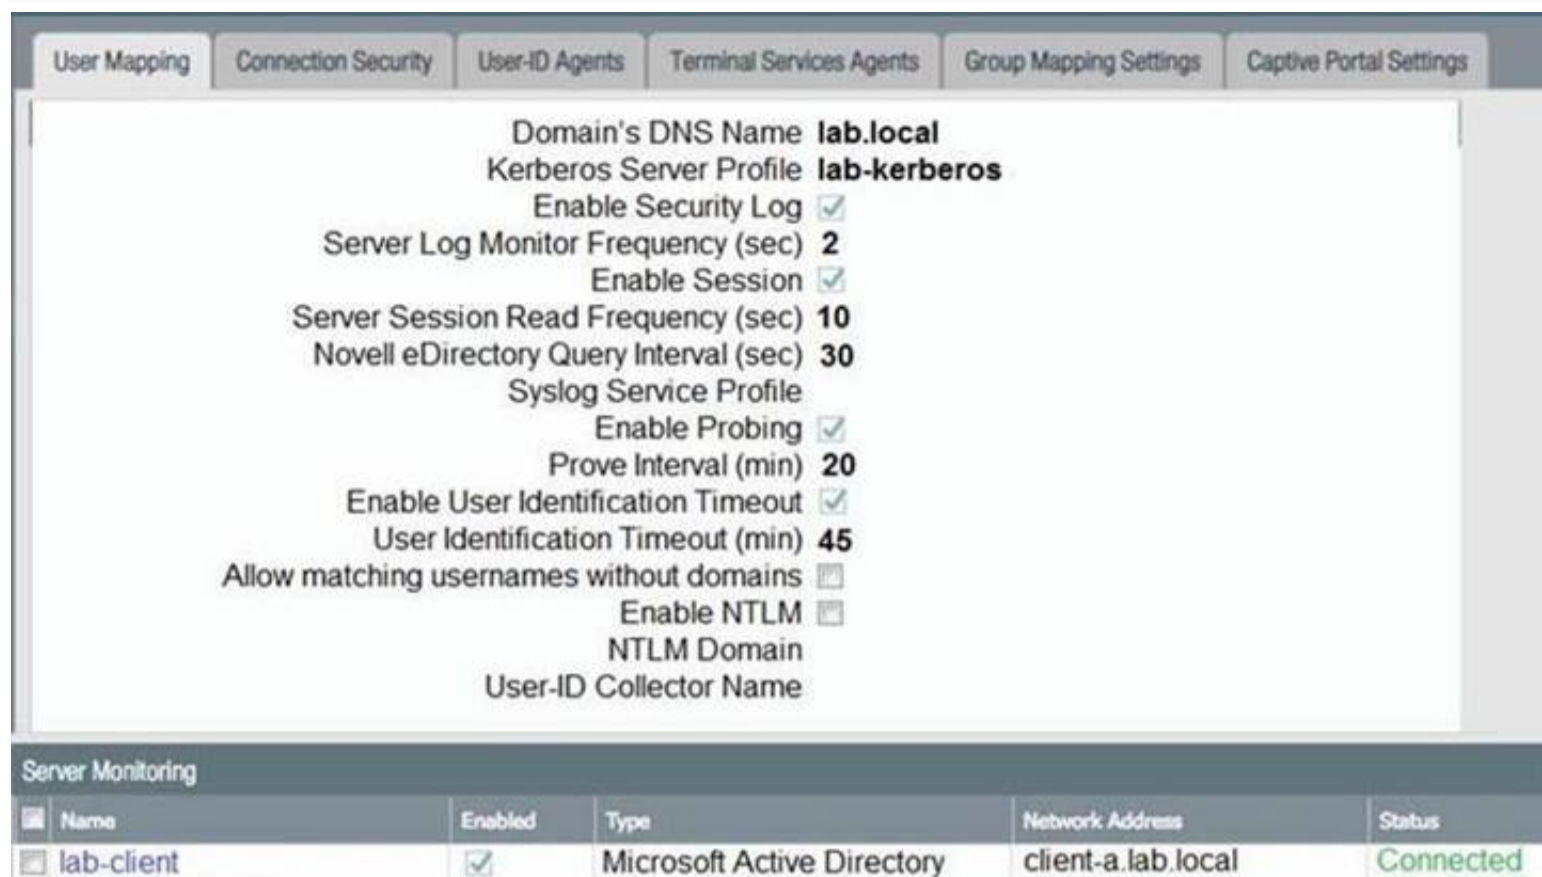 User Mapping Connection Security User-ID Agents Terminal Services Agents Group Mapping Settings Captive Portal Settings
Domain's DNS Name lab.local
Kerberos Server Profile lab-kerberos
Enable Security Log
Server Log Monitor Frequency (sec) 2
Enable Session
Server Session Read Frequency (sec) 10
Novell eDirectory Query Interval (sec) 30
Syslog Service Profile
Enable Probing
Prove Interval (min) 20
Enable User Identification Timeout
User Identification Timeout (min) 45
Allow matching usernames without domains
Enable NTLM
NTLM Domain
User-ID Collector Name
Server Monitoring
Name Enabled Type Network Address Status
lab-client Microsoft Active Directory client-a.lab.local Connected